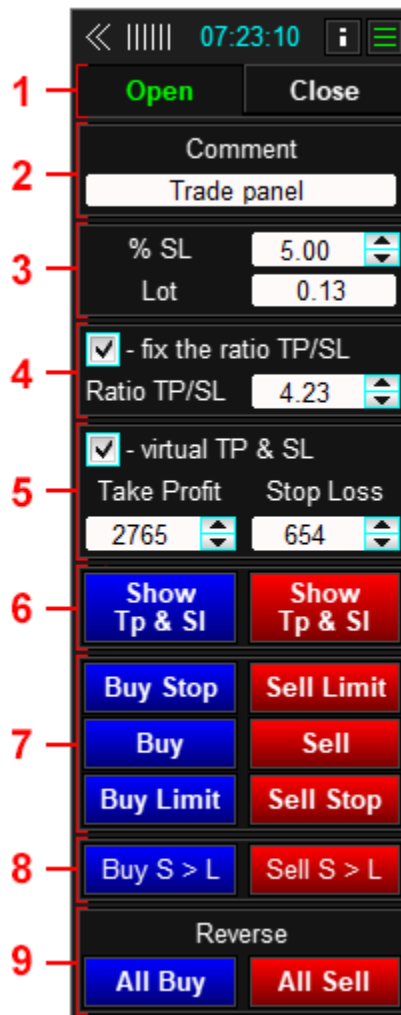 07:23:10
1 Open Close
2 Comment
Trade panel
3 % SL 5.00
Lot 0.13
4 - fix the ratio TP/SL
Ratio TP/SL 4.23
5 - virtual TP & SL
Take Profit Stop Loss
2765 654
6 Show Tp & Sl Show Tp & Sl
7 Buy Stop Sell Limit
Buy Sell
Buy Limit Sell Stop
8 Buy S > L Sell S > L
9 Reverse
All Buy All Sell